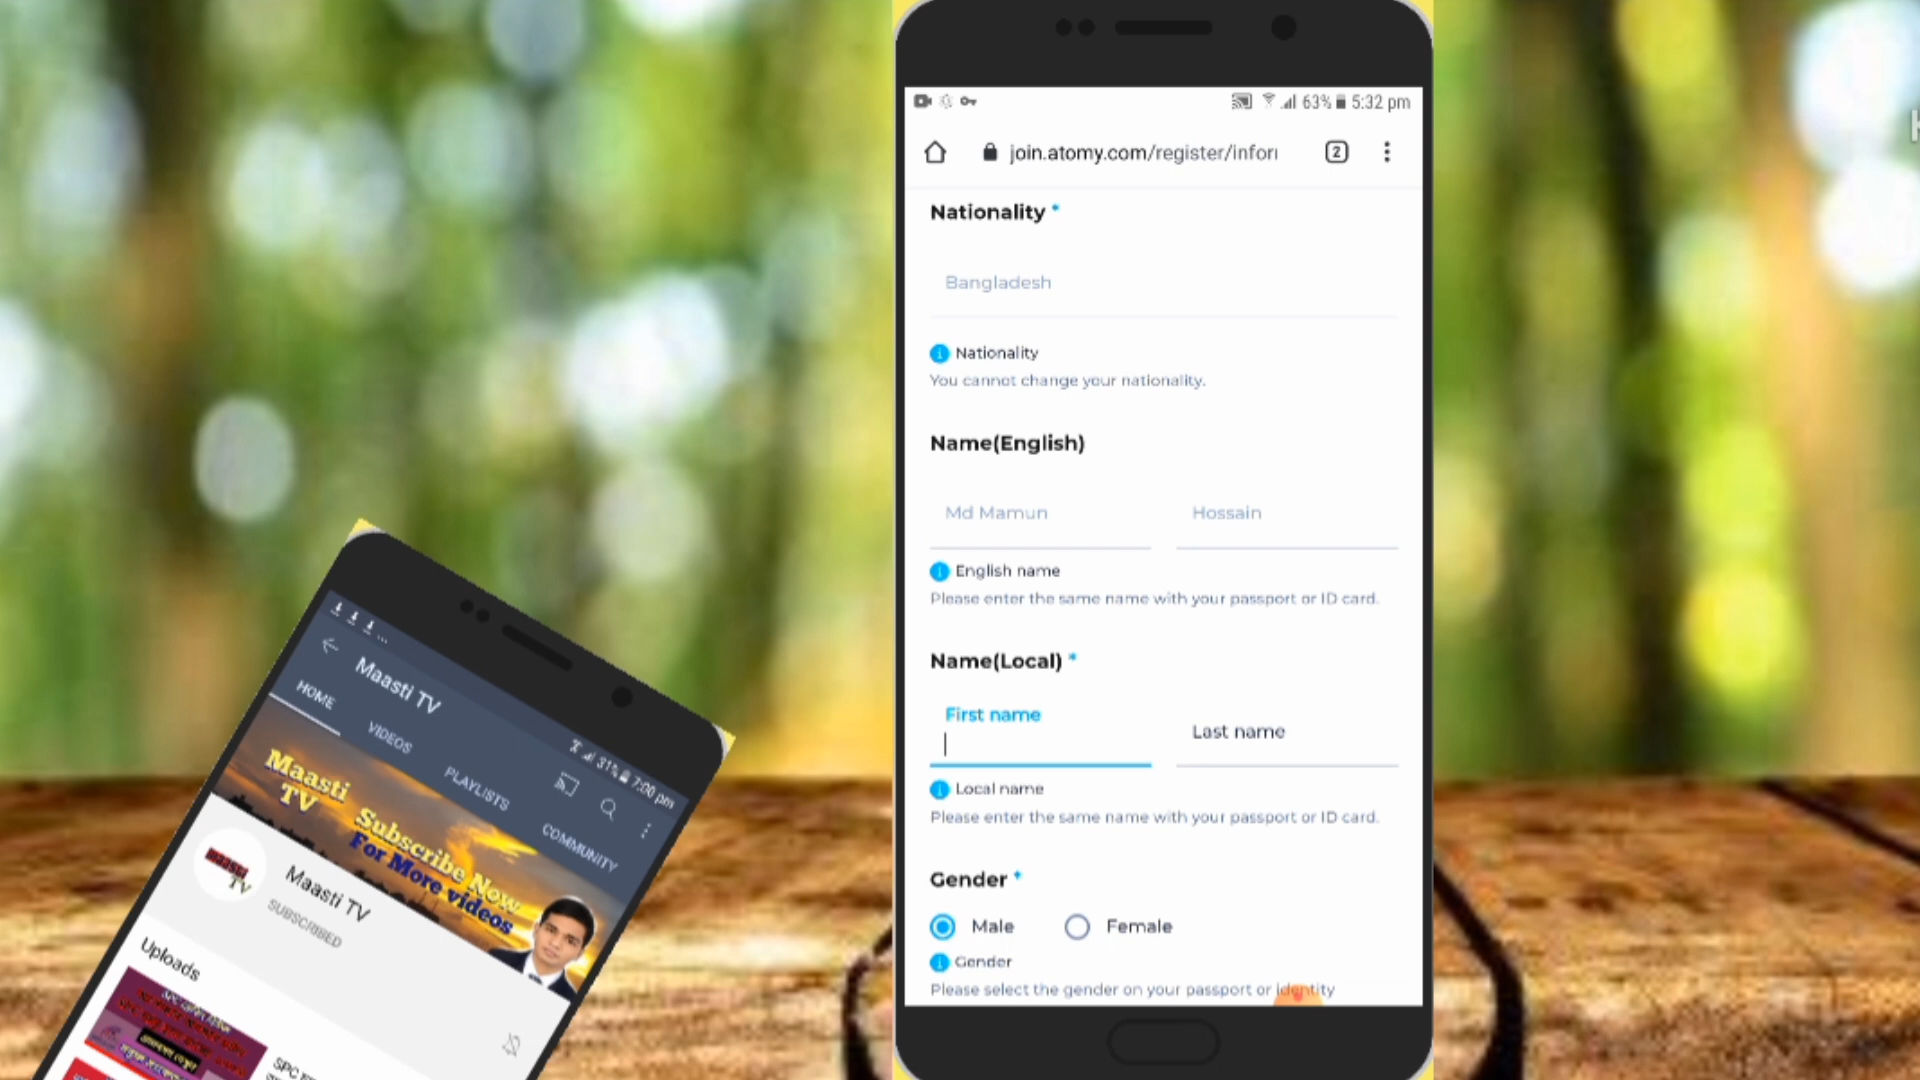 63% 5:32 pm
join.atomy.com/register/infor
2
Nationality *
Bangladesh
Nationality
You cannot change your nationality.
Name(English)
Md Mamun Hossain
English name
Please enter the same name with your passport or ID card.
Name(Local) *
First name
Last name
Local name
Please enter the same name with your passport or ID card.
Gender *
Male Female
Gender
Please select the gender on your passport or identity
31% 7:00 pm
Maasti TV
HOME VIDEOS PLAYLISTS COMMUNITY
Maasti TV
Subscribe Now
For More videos
Maasti TV
Maasti TV
SUBSCRIBED
Uploads
SPC